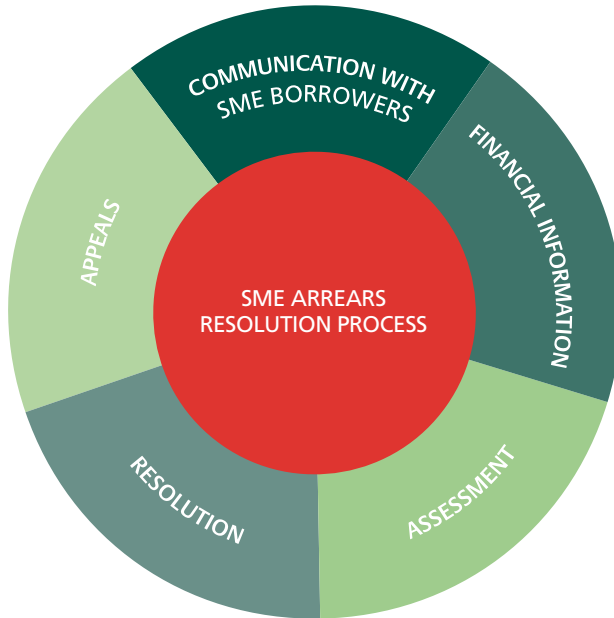 COMMUNICATION WITH
SME BORROWERS
FINANCIAL INFORMATION
ASSESSMENT
RESOLUTION
APPEALS
SME ARREARS
RESOLUTION PROCESS